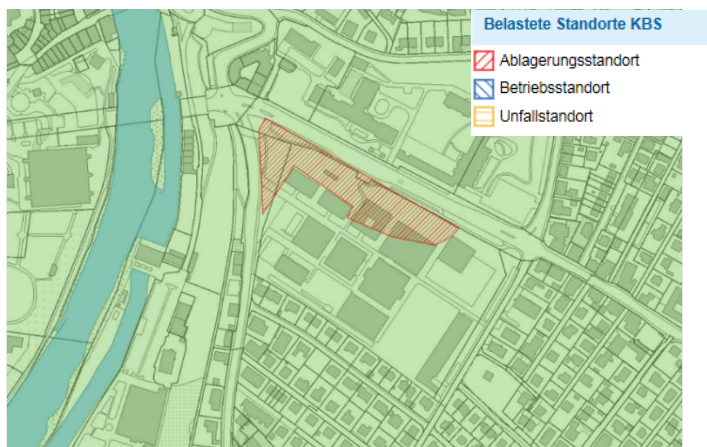 Belastete Standorte KBS
Ablagerungsstandort
Betriebsstandort
Unfallstandort